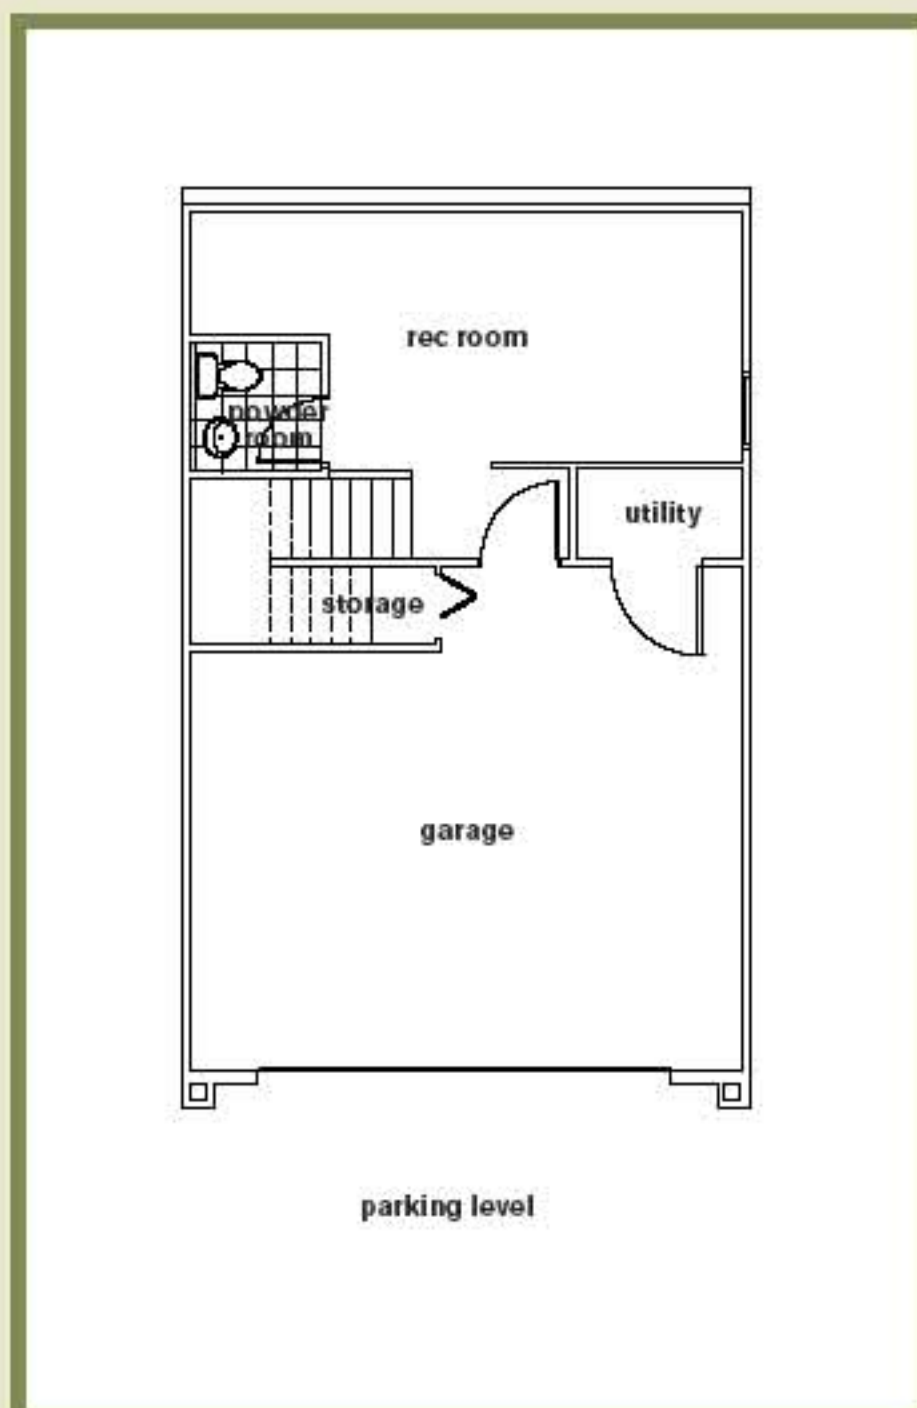 rec room
powder
room
utility
storage
garage
parking level